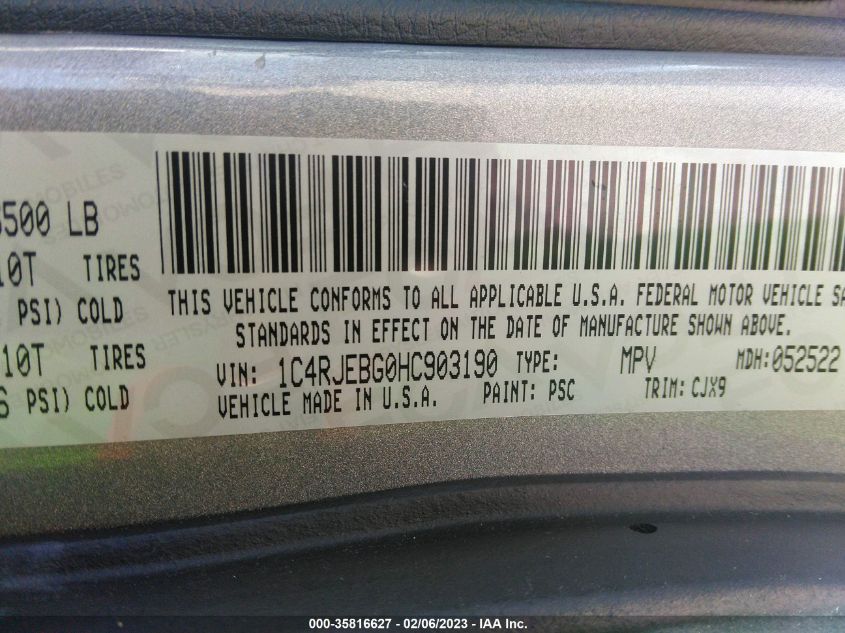 500 LB
10T TIRES
PSI) COLD
10T TIRES
PSI) COLD
THIS VEHICLE CONFORMS TO ALL APPLICABLE U.S.A. FEDERAL MOTOR VEHICLE SA
STANDARDS IN EFFECT ON THE DATE OF MANUFACTURE SHOWN ABOVE.
VIN: 1C4RJEBG0HC903190 TYPE: MPV MDH:052522
VEHICLE MADE IN U.S.A. PAINT: PSC TRIM: CJX9
000-35816627 - 02/06/2023 - IAA Inc.